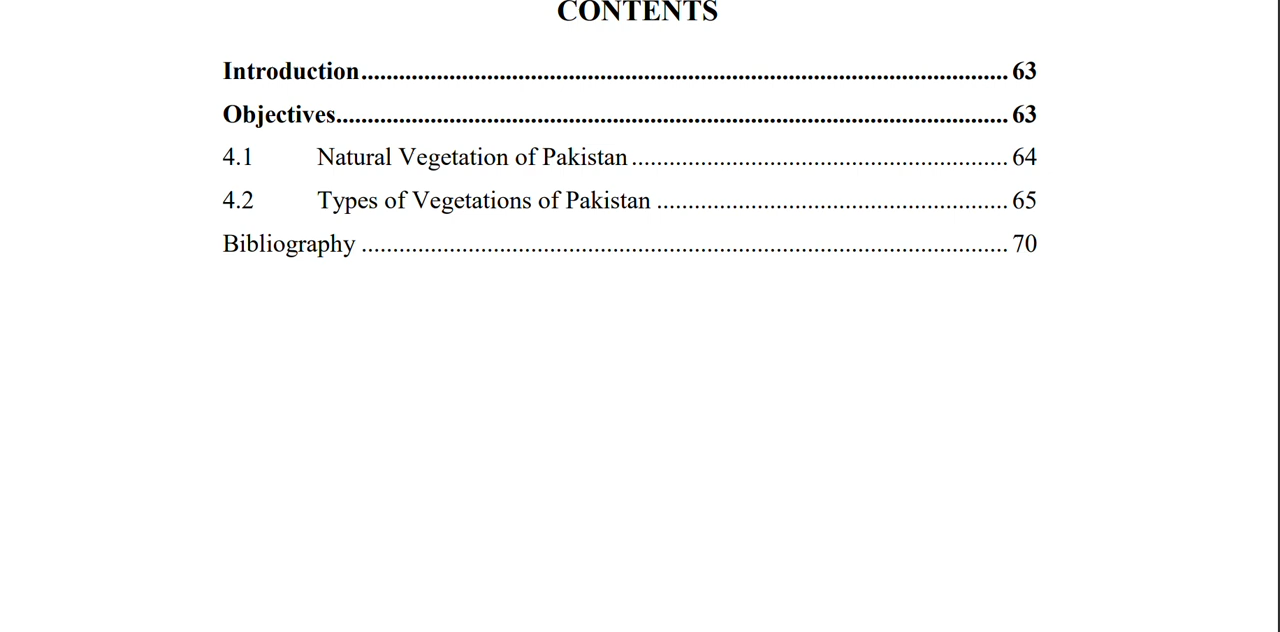 CONTENTS
Introduction.......................................................................................................... 63
Objectives.............................................................................................................. 63
4.1 Natural Vegetation of Pakistan............................................................. 64
4.2 Types of Vegetations of Pakistan ......................................................... 65
Bibliography ........................................................................................................ 70